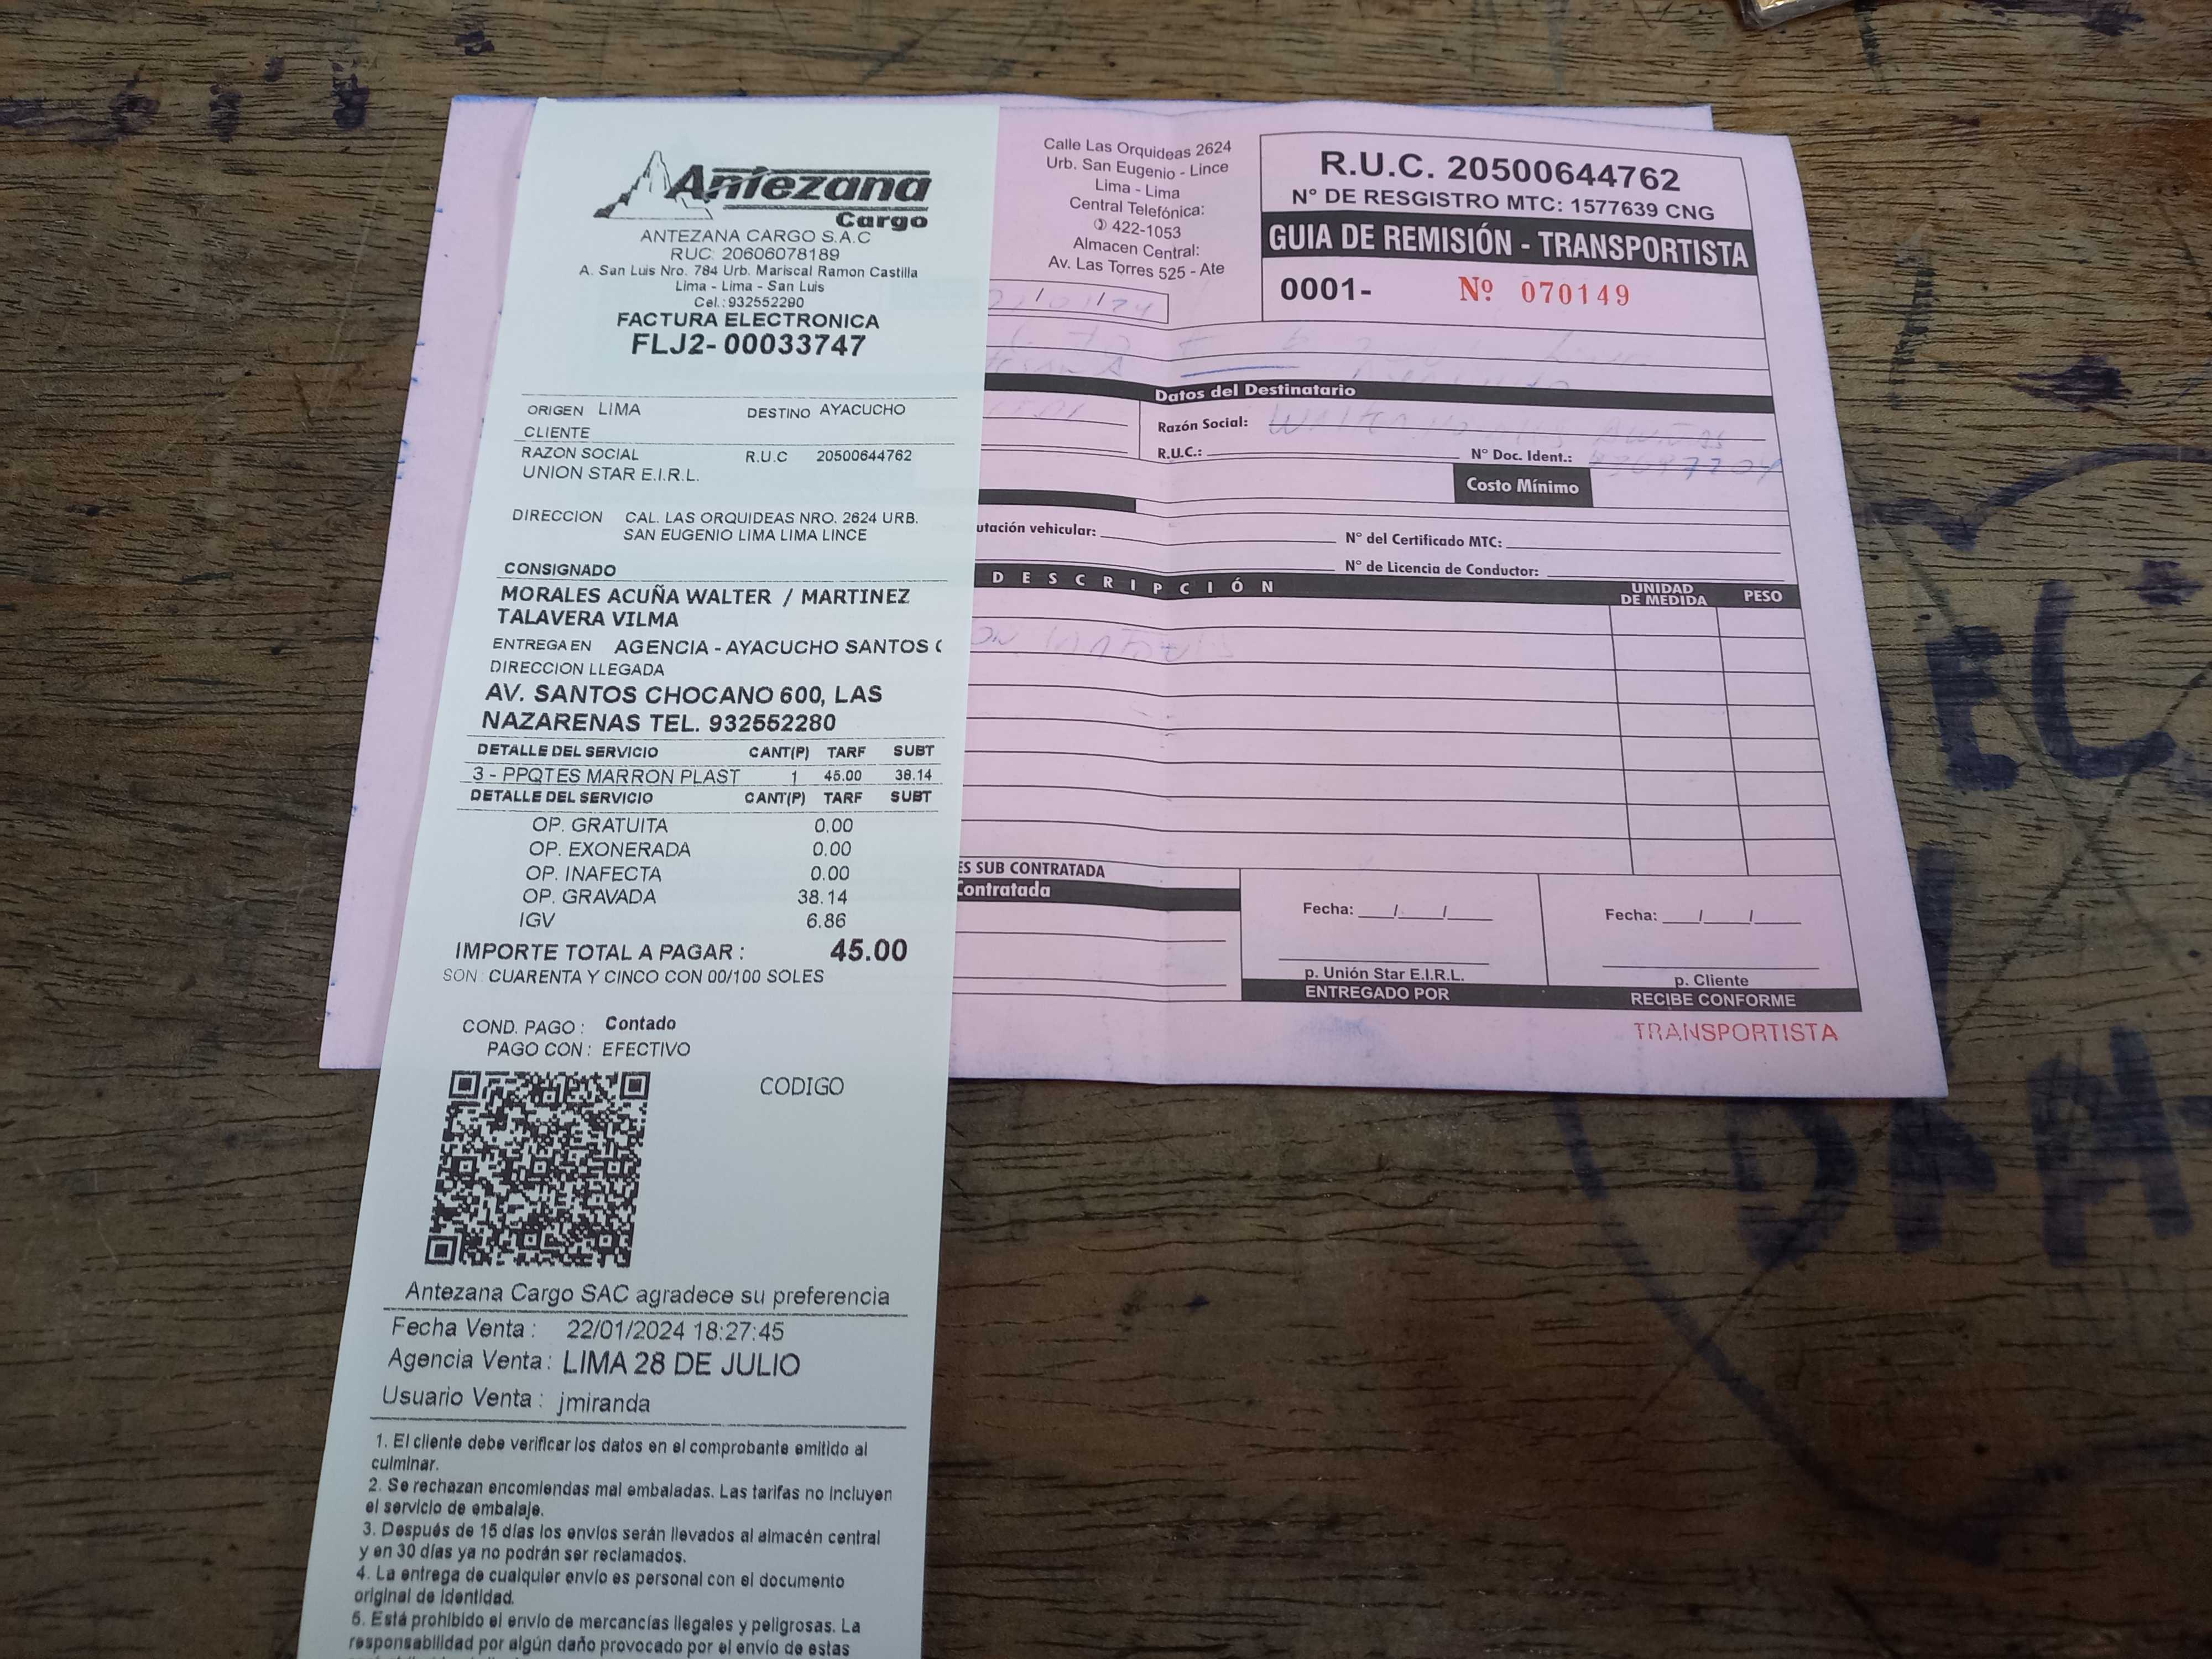 Antezana
Cargo
ANTEZANA CARGO S.A.C
RUC: 20606078189
A. San Luis Nro. 784 Urb. Mariscal Ramon Castilla
Lima - Lima - San Luis
Cel.:932552280
FACTURA ELECTRONICA
FLJ2- 00033747
ORIGEN LIMA DESTINO AYACUCHO
CLIENTE
RAZON SOCIAL R.U.C 20500644762
UNION STAR E.I.R.L.
DIRECCION CAL. LAS ORQUIDEAS NRO. 2624 URB.
SAN EUGENIO LIMA LIMA LINCE
CONSIGNADO
MORALES ACUÑA WALTER / MARTINEZ
TALAVERA VILMA
ENTREGA EN AGENCIA - AYACUCHO SANTOS C
DIRECCION LLEGADA
AV. SANTOS CHOCANO 600, LAS
NAZARENAS TEL. 932552280
DETALLE DEL SERVICIO CANT(P) TARF SUBT
3 - PPQTES MARRON PLAST 1 45.00 38.14
DETALLE DEL SERVICIO CANT(P) TARF SUBT
OP. GRATUITA 0.00
OP. EXONERADA 0.00
OP. INAFECTA 0.00
OP. GRAVADA 38.14
IGV 6.86
IMPORTE TOTAL A PAGAR : 45.00
SON : CUARENTA Y CINCO CON 00/100 SOLES
COND. PAGO : Contado
PAGO CON : EFECTIVO
CODIGO
Antezana Cargo SAC agradece su preferencia
Fecha Venta : 22/01/2024 18:27:45
Agencia Venta : LIMA 28 DE JULIO
Usuario Venta : jmiranda
1. El cliente debe verificar los datos en el comprobante emitido al
culminar.
2. Se rechazan encomiendas mal embaladas. Las tarifas no incluyen
el servicio de embalaje.
3. Después de 15 días los envíos serán llevados al almacén central
y en 30 días ya no podrán ser reclamados.
4. La entrega de cualquier envío es personal con el documento
original de identidad.
5. Está prohibido el envío de mercancías ilegales y peligrosas. La
responsabilidad por algún daño provocado por el envío de estas
Calle Las Orquideas 2624
Urb. San Eugenio - Lince
Lima - Lima
Central Telefónica:
422-1053
Almacen Central:
Av. Las Torres 525 - Ate
R.U.C. 20500644762
N° DE RESGISTRO MTC: 1577639 CNG
GUIA DE REMISIÓN - TRANSPORTISTA
0001- Nº 070149
Datos del Destinatario
Razón Social:
R.U.C.: N° Doc. Ident.:
Costo Mínimo
utación vehicular: N° del Certificado MTC:
N° de Licencia de Conductor:
DESCRIPCIÓN UNIDAD DE MEDIDA PESO
ES SUB CONTRATADA
Contratada
Fecha: __/__/__ Fecha: __/__/__
p. Unión Star E.I.R.L. p. Cliente
ENTREGADO POR RECIBE CONFORME
TRANSPORTISTA